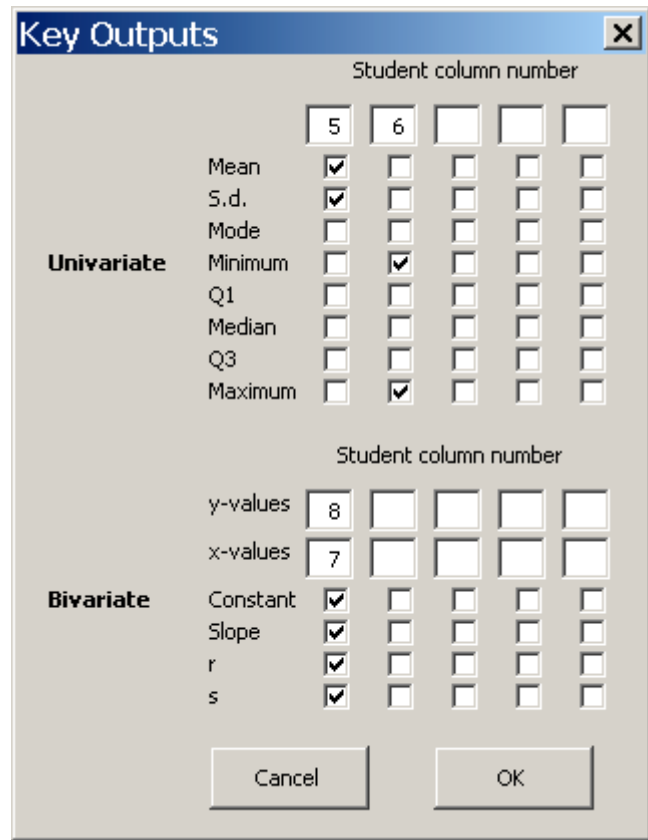 Key Outputs
Student column number
5 6
Mean
S.d.
Mode
Univariate Minimum
Q1
Median
Q3
Maximum
Student column number
y-values 8
x-values 7
Bivariate Constant
Slope
r
s
Cancel OK